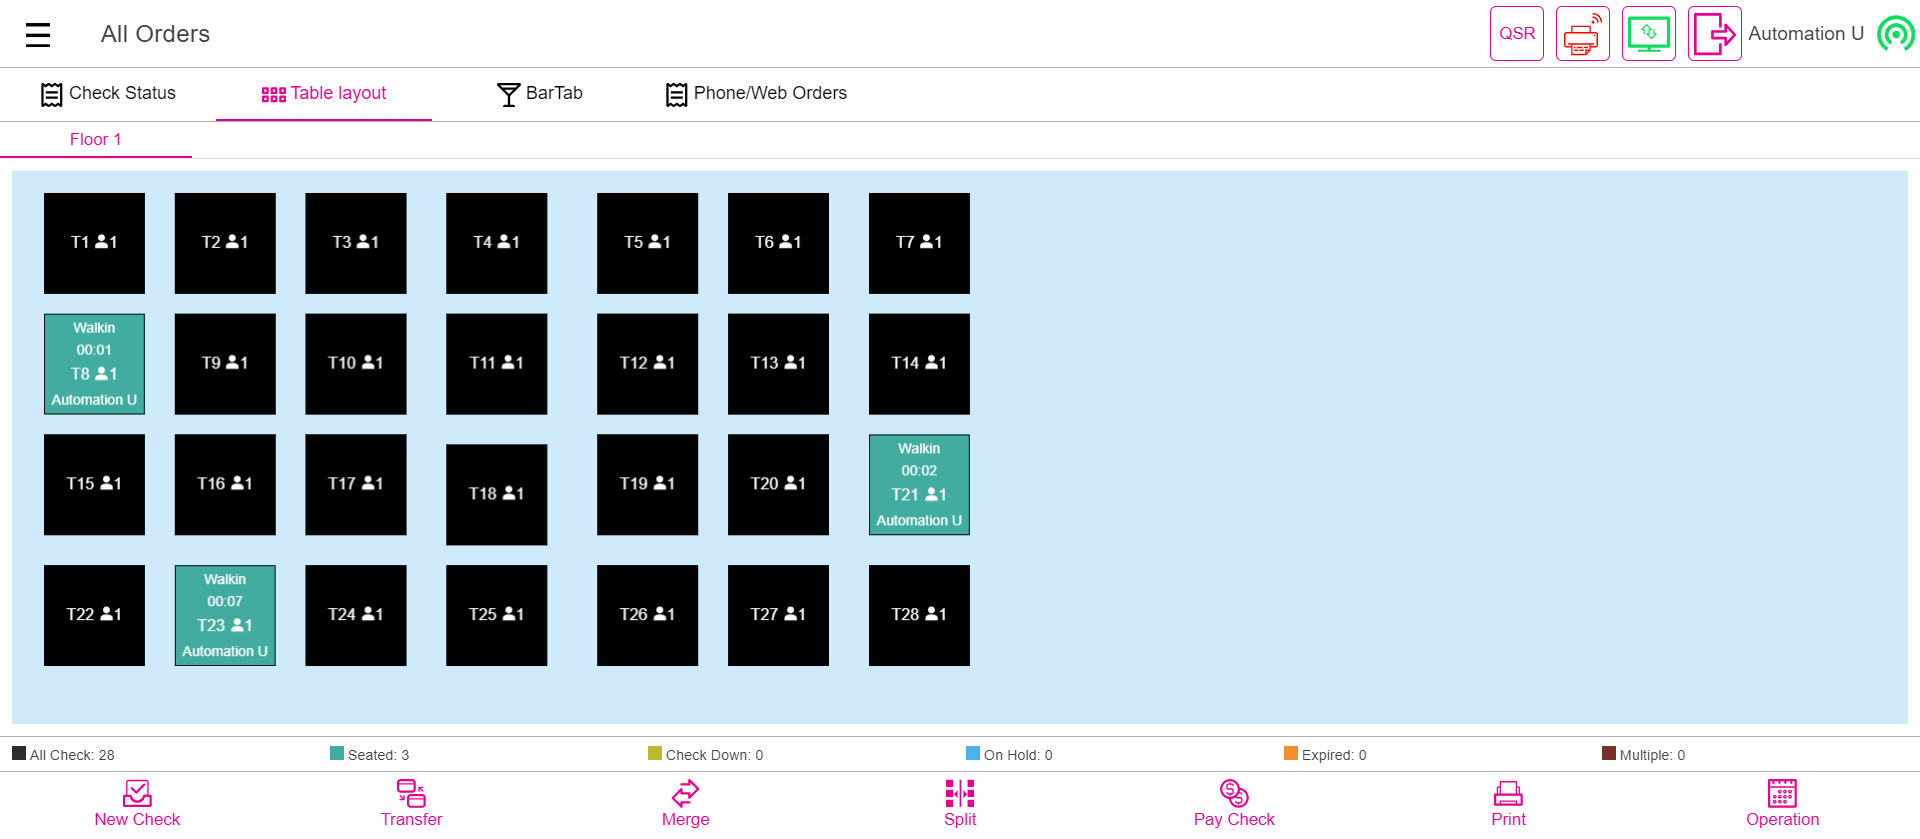 All Orders
QSR
Automation U
Check Status
Table layout
BarTab
Phone/Web Orders
Floor 1
T1 1
T2 1
T3 1
T4 1
T5 1
T6 1
T7 1
Walkin
00:01
T8 1
Automation U
T9 1
T10 1
T11 1
T12 1
T13 1
T14 1
T15 1
T16 1
T17 1
T18 1
T19 1
T20 1
Walkin
00:02
T21 1
Automation U
T22 1
Walkin
00:07
T23 1
Automation U
T24 1
T25 1
T26 1
T27 1
T28 1
All Check: 28
Seated: 3
Check Down: 0
On Hold: 0
Expired: 0
Multiple: 0
New Check
Transfer
Merge
Split
Pay Check
Print
Operation